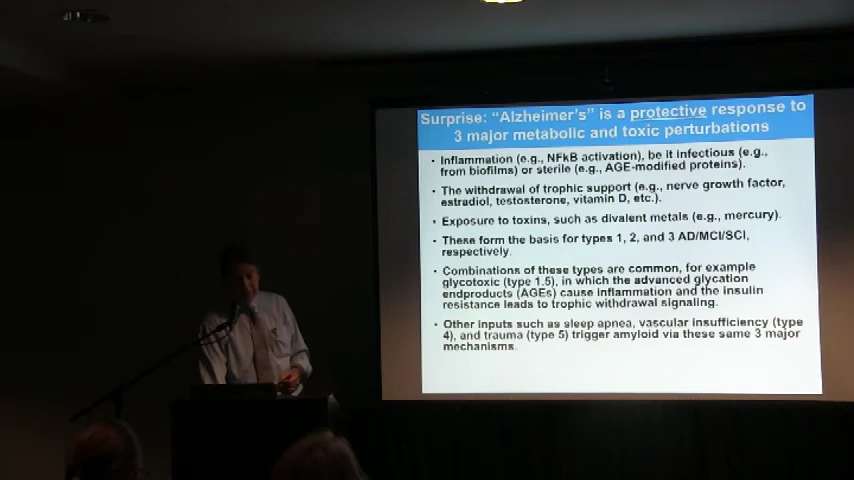 Surprise: "Alzheimer's" is a protective response to
3 major metabolic and toxic perturbations
• Inflammation (e.g., NFkB activation), be it infectious (e.g.,
from biofilms) or sterile (e.g., AGE-modified proteins).
• The withdrawal of trophic support (e.g., nerve growth factor,
estradiol, testosterone, vitamin D, etc.).
• Exposure to toxins, such as divalent metals (e.g., mercury).
• These form the basis for types 1, 2, and 3 AD/MCI/SCI,
respectively.
• Combinations of these types are common, for example
glycotoxic (type 1.5), in which the advanced glycation
endproducts (AGEs) cause inflammation and the insulin
resistance leads to trophic withdrawal signaling.
• Other inputs such as sleep apnea, vascular insufficiency (type
4), and trauma (type 5) trigger amyloid via these same 3 major
mechanisms.